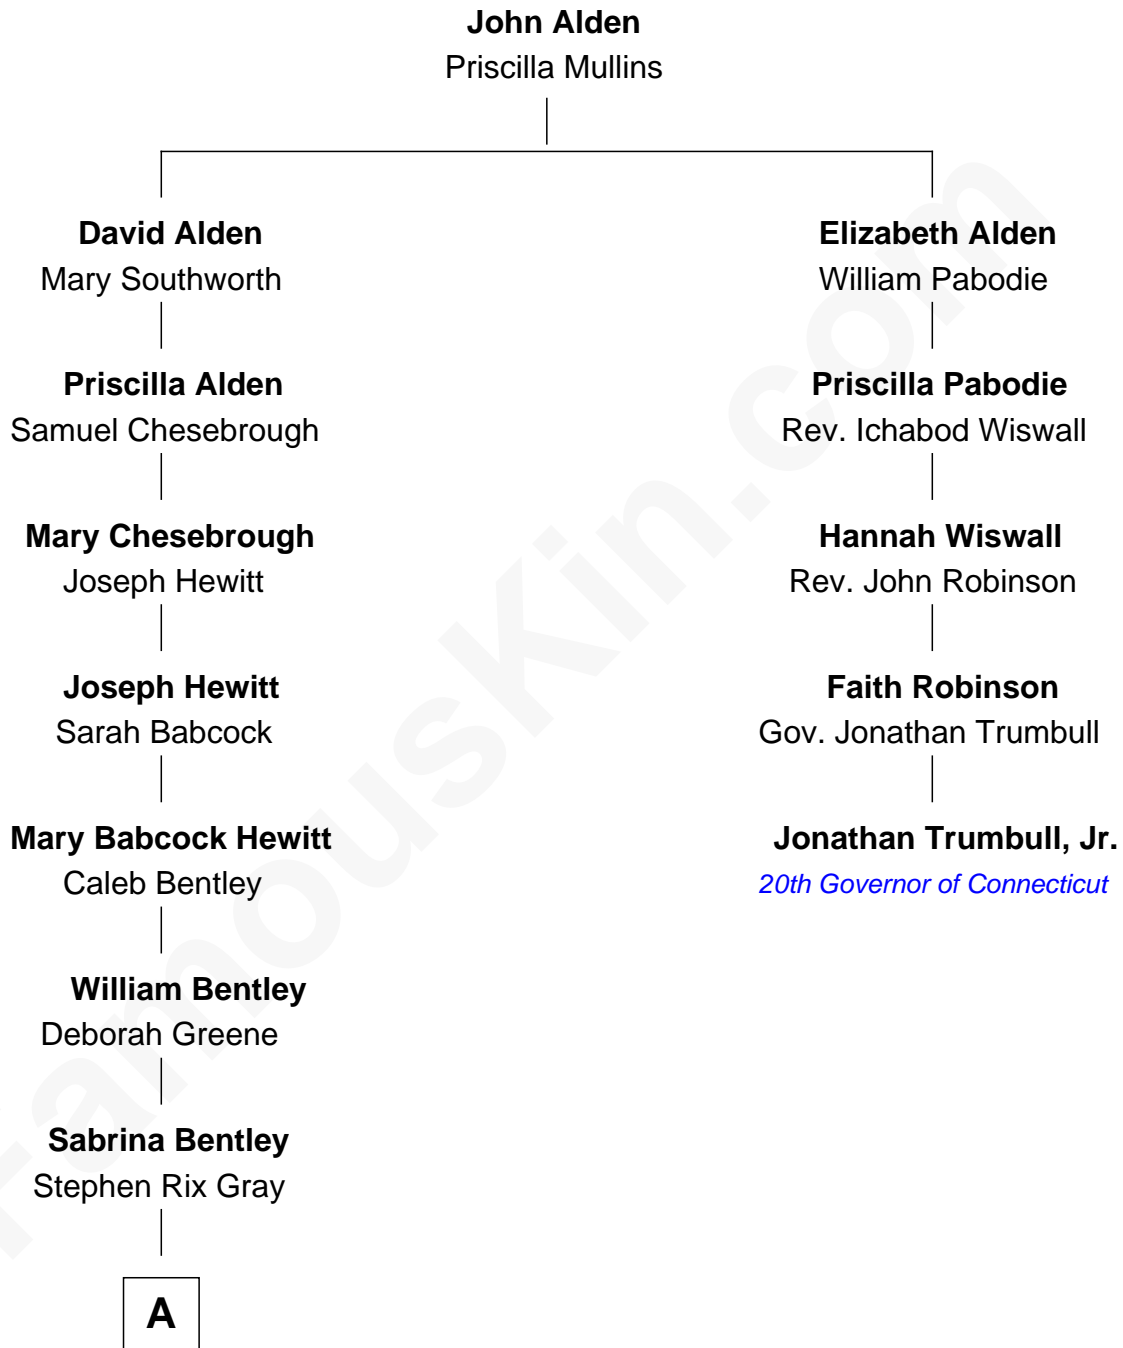 John Alden
Priscilla Mullins
David Alden
Mary Southworth
Elizabeth Alden
William Pabodie
Priscilla Alden
Samuel Chesebrough
Priscilla Pabodie
Rev. Ichabod Wiswall
Mary Chesebrough
Joseph Hewitt
Hannah Wiswall
Rev. John Robinson
Joseph Hewitt
Sarah Babcock
Faith Robinson
Gov. Jonathan Trumbull
Mary Babcock Hewitt
Caleb Bentley
Jonathan Trumbull, Jr.
20th Governor of Connecticut
William Bentley
Deborah Greene
Sabrina Bentley
Stephen Rix Gray
A
FamousKin.com